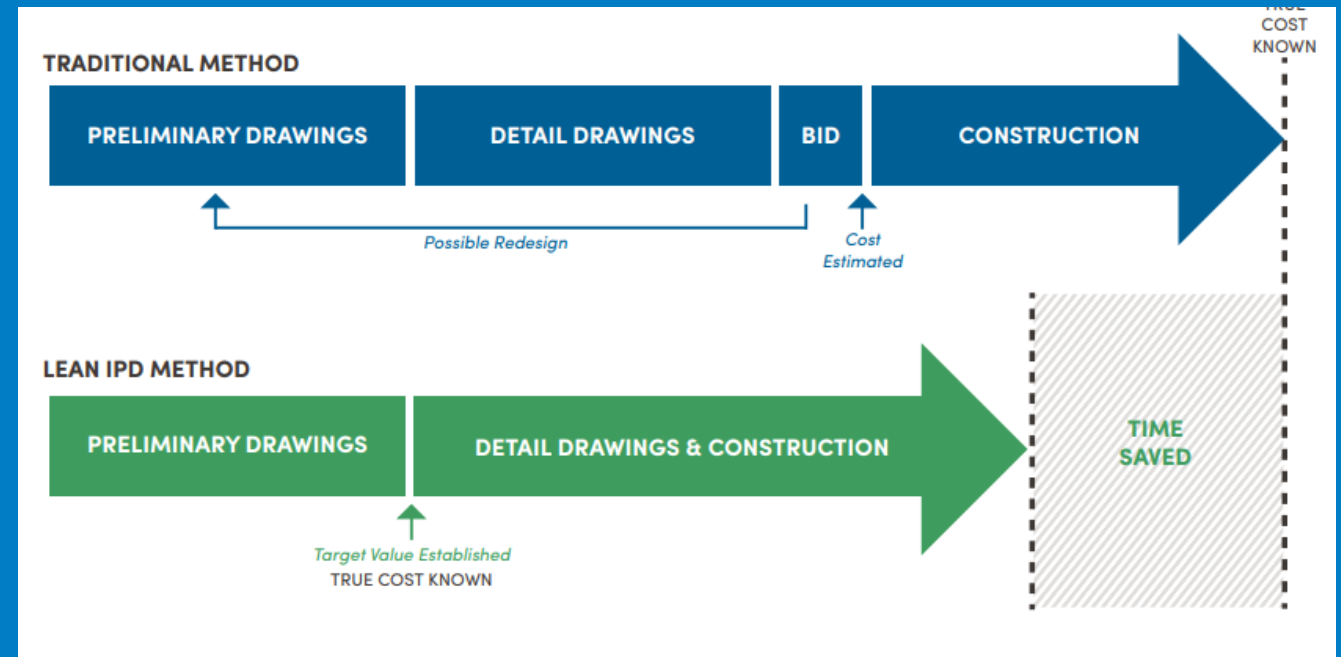 TRUE
COST
KNOWN
TRADITIONAL METHOD
PRELIMINARY DRAWINGS
DETAIL DRAWINGS
BID
CONSTRUCTION
Possible Redesign
Cost
Estimated
LEAN IPD METHOD
PRELIMINARY DRAWINGS
DETAIL DRAWINGS & CONSTRUCTION
TIME
SAVED
Target Value Established
TRUE COST KNOWN